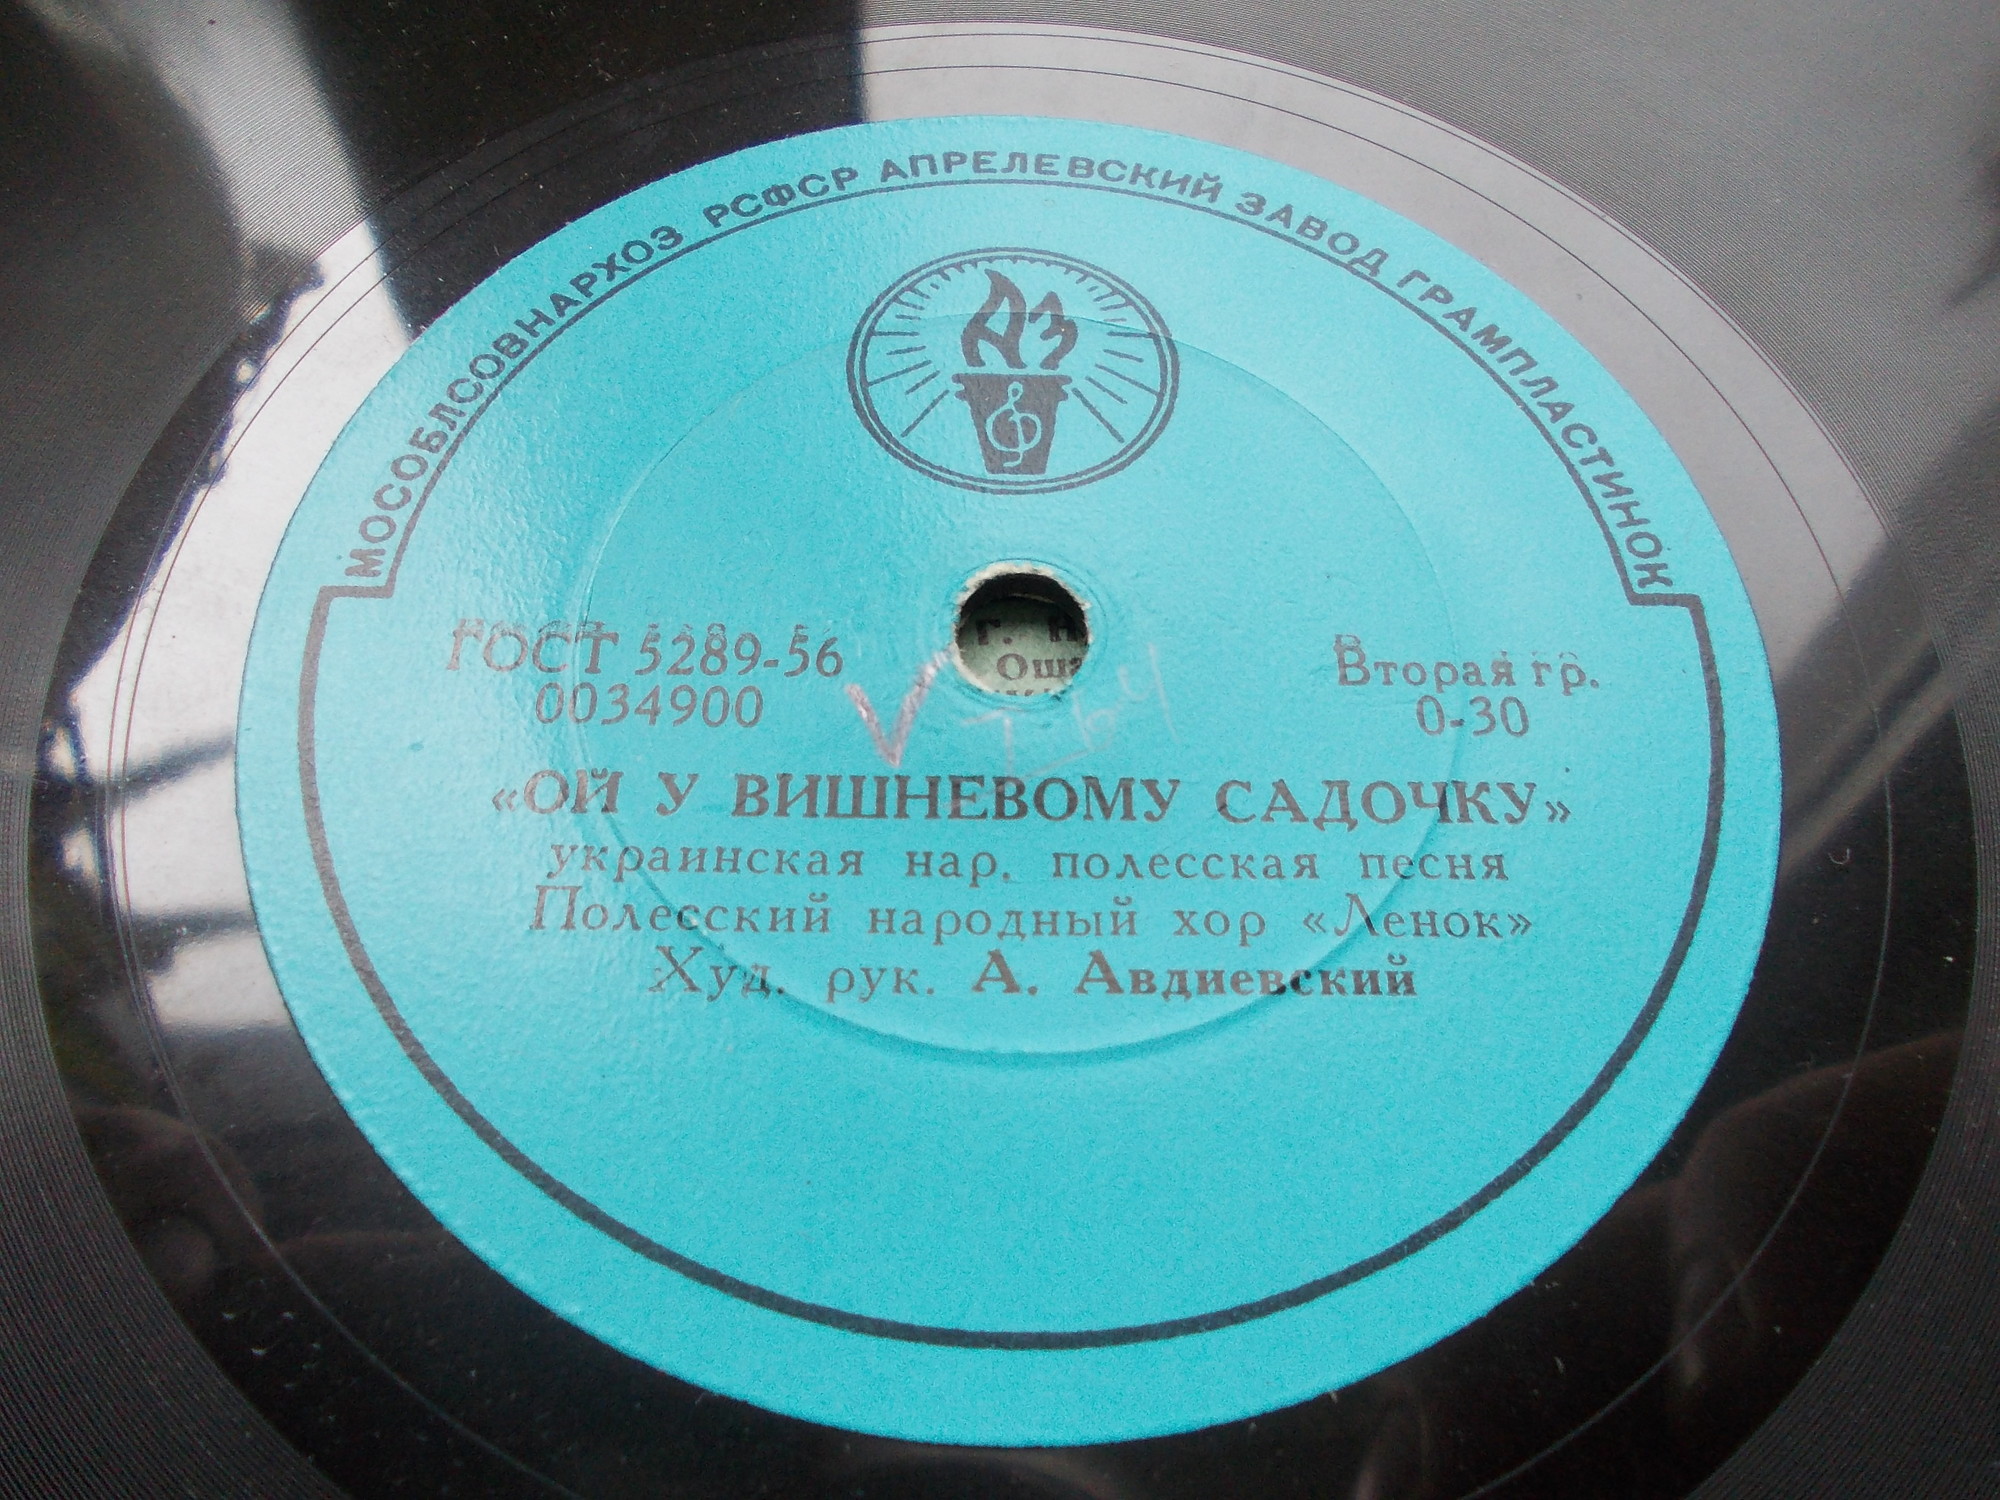 МОСОБЛСОВНАРХОЗ РСФСР АПРЕЛЕВСКИЙ ЗАВОД ГРАМПЛАСТИНОК
АЗ
ГОСТ 5289-56
0034900
Вторая гр.
0-30
«ОЙ У ВИШНЕВОМУ САДОЧКУ»
украинская нар. полесская песня
Полесский народный хор «Ленок»
Худ. рук. А. Авдиевский